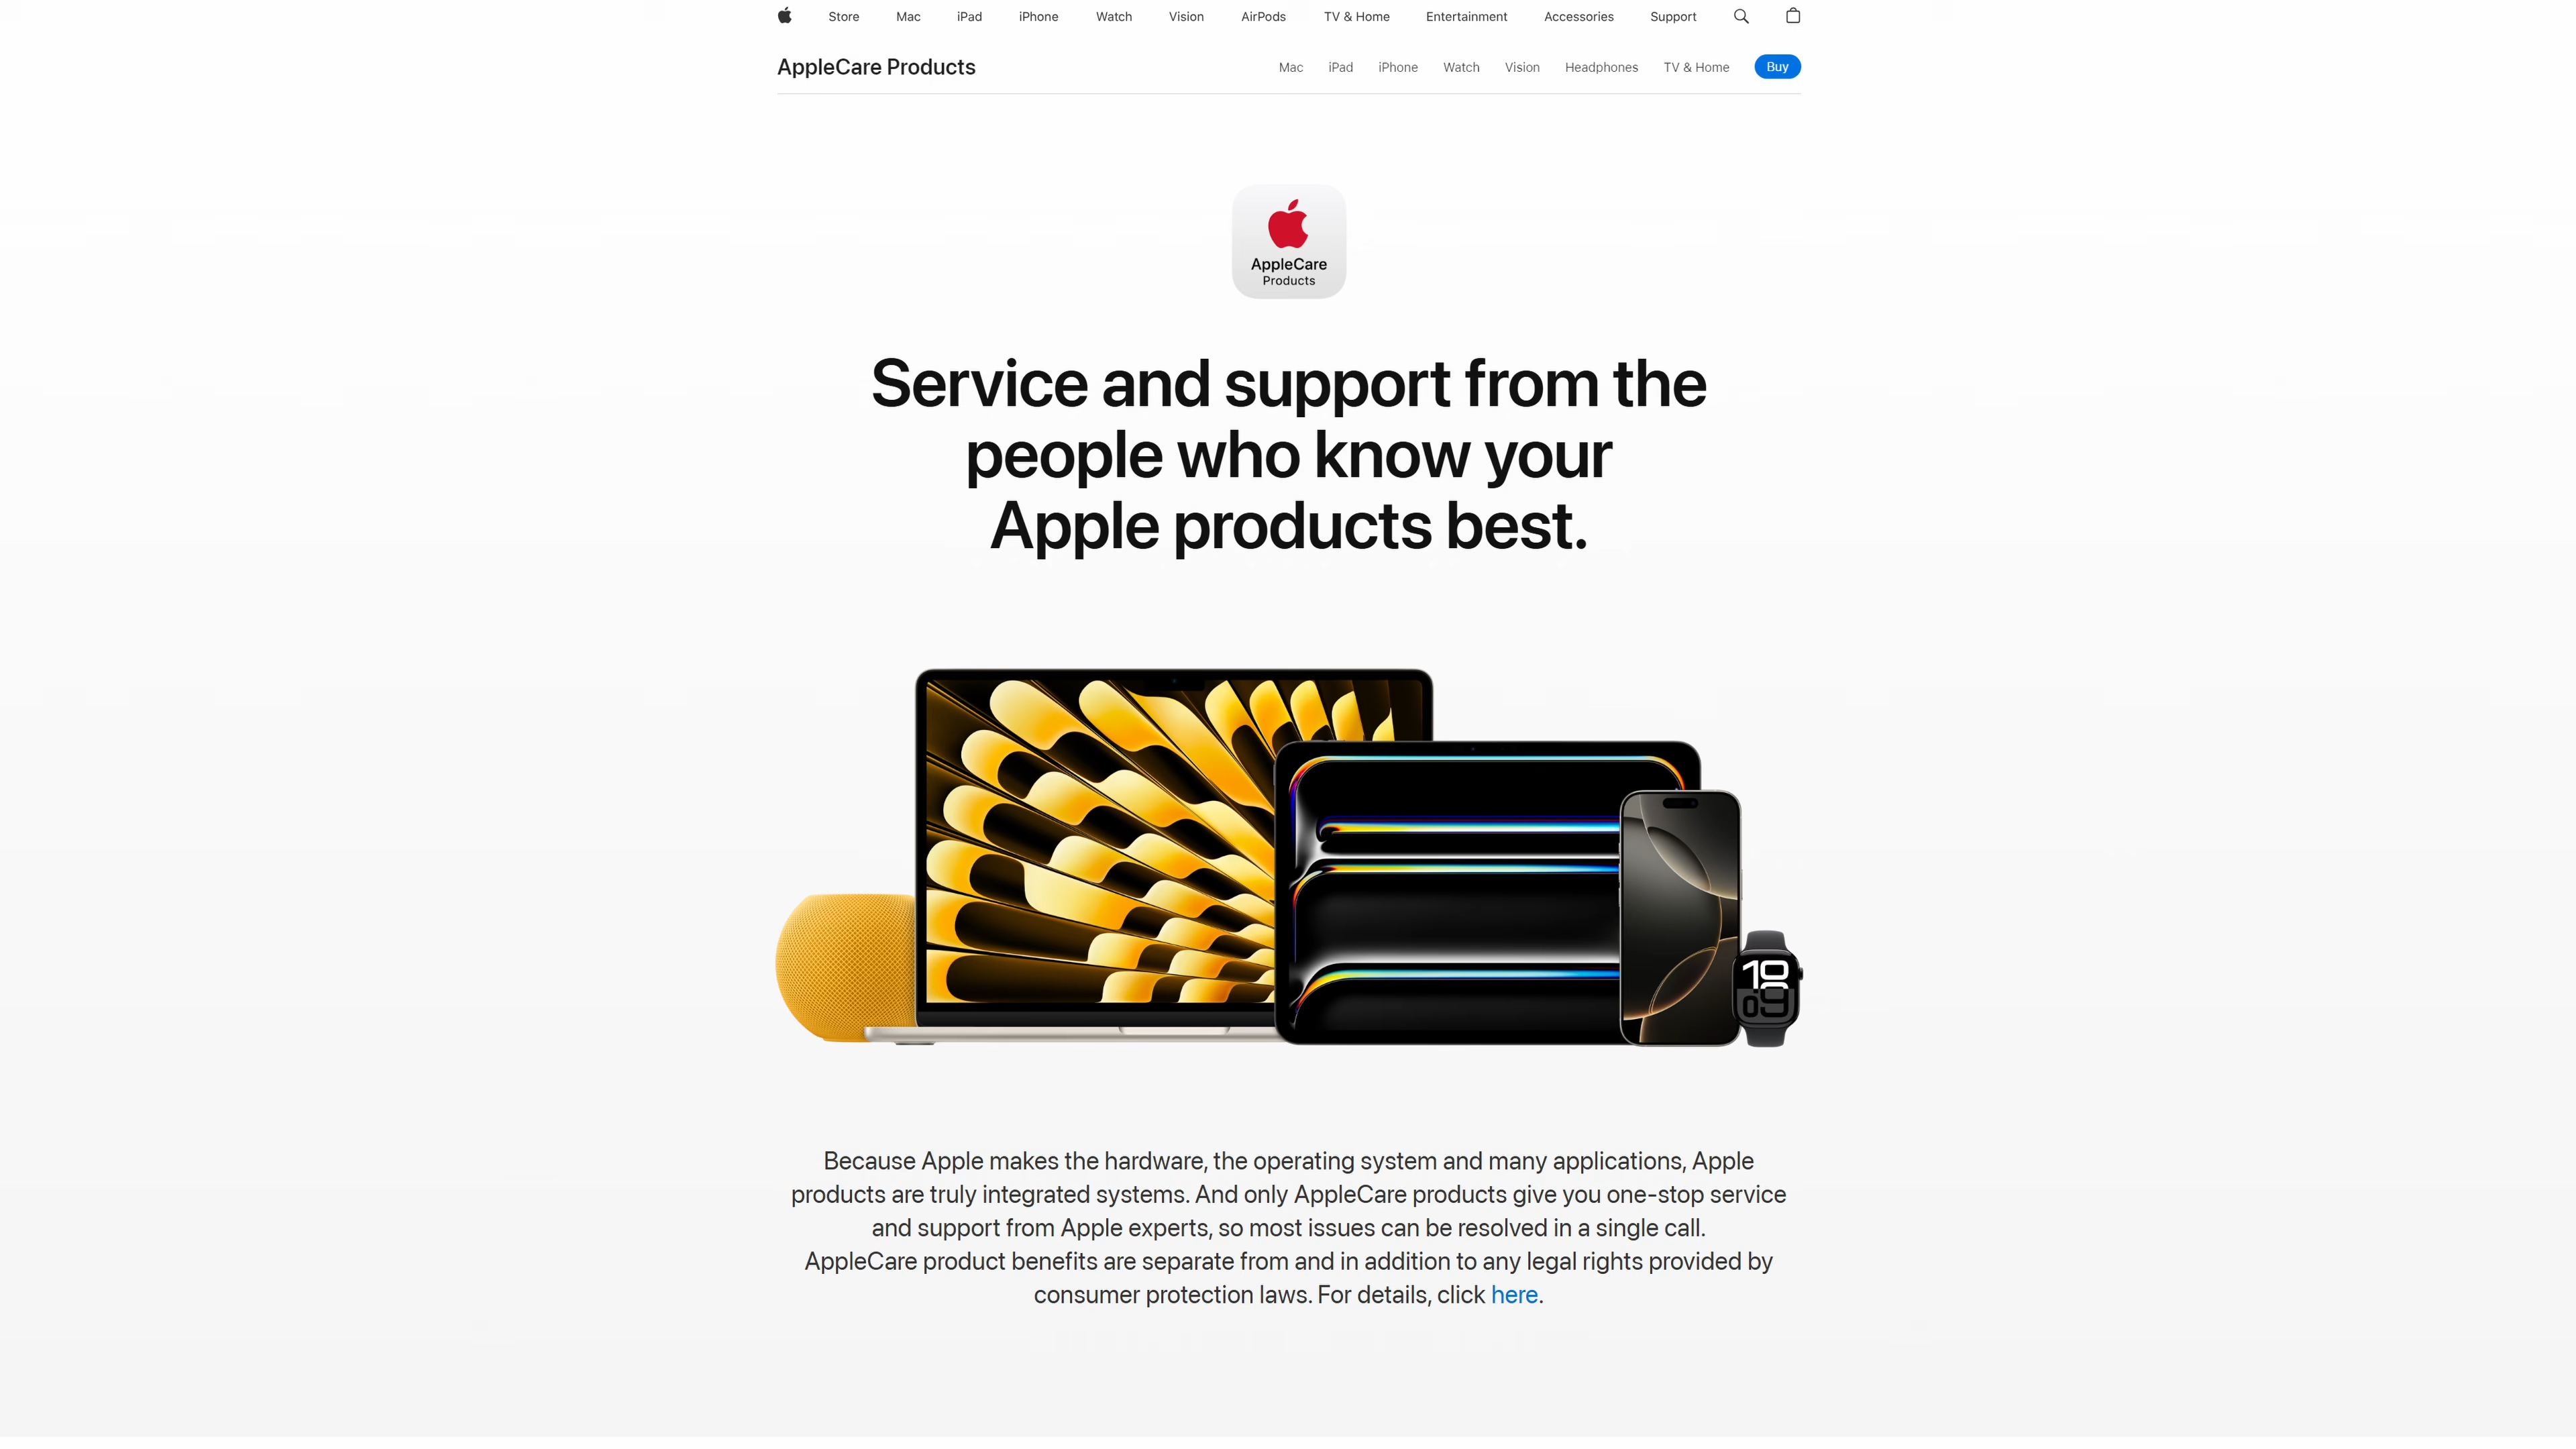 Store Mac iPad iPhone Watch Vision AirPods TV & Home Entertainment Accessories Support
AppleCare Products Mac iPad iPhone Watch Vision Headphones TV & Home Buy
AppleCare
Products
Service and support from the
people who know your
Apple products best.
10
09
Because Apple makes the hardware, the operating system and many applications, Apple
products are truly integrated systems. And only AppleCare products give you one-stop service
and support from Apple experts, so most issues can be resolved in a single call.
AppleCare product benefits are separate from and in addition to any legal rights provided by
consumer protection laws. For details, click here.